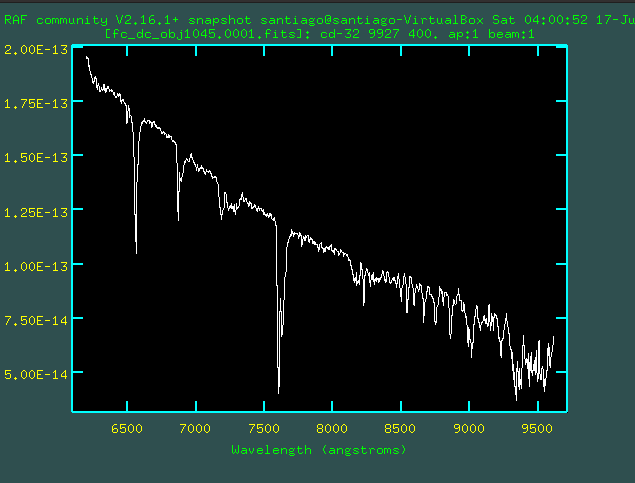 RAF community V2.16.1+ snapshot santiago@santiago-VirtualBox Sat 04:00:52 17-Ju
[fc_dc_obj1045.0001.fits]: cd-32 9927 400. ap:1 beam:1
2.00E-13
1.75E-13
1.50E-13
1.25E-13
1.00E-13
7.50E-14
5.00E-14
6500 7000 7500 8000 8500 9000 9500
Wavelength (angstroms)